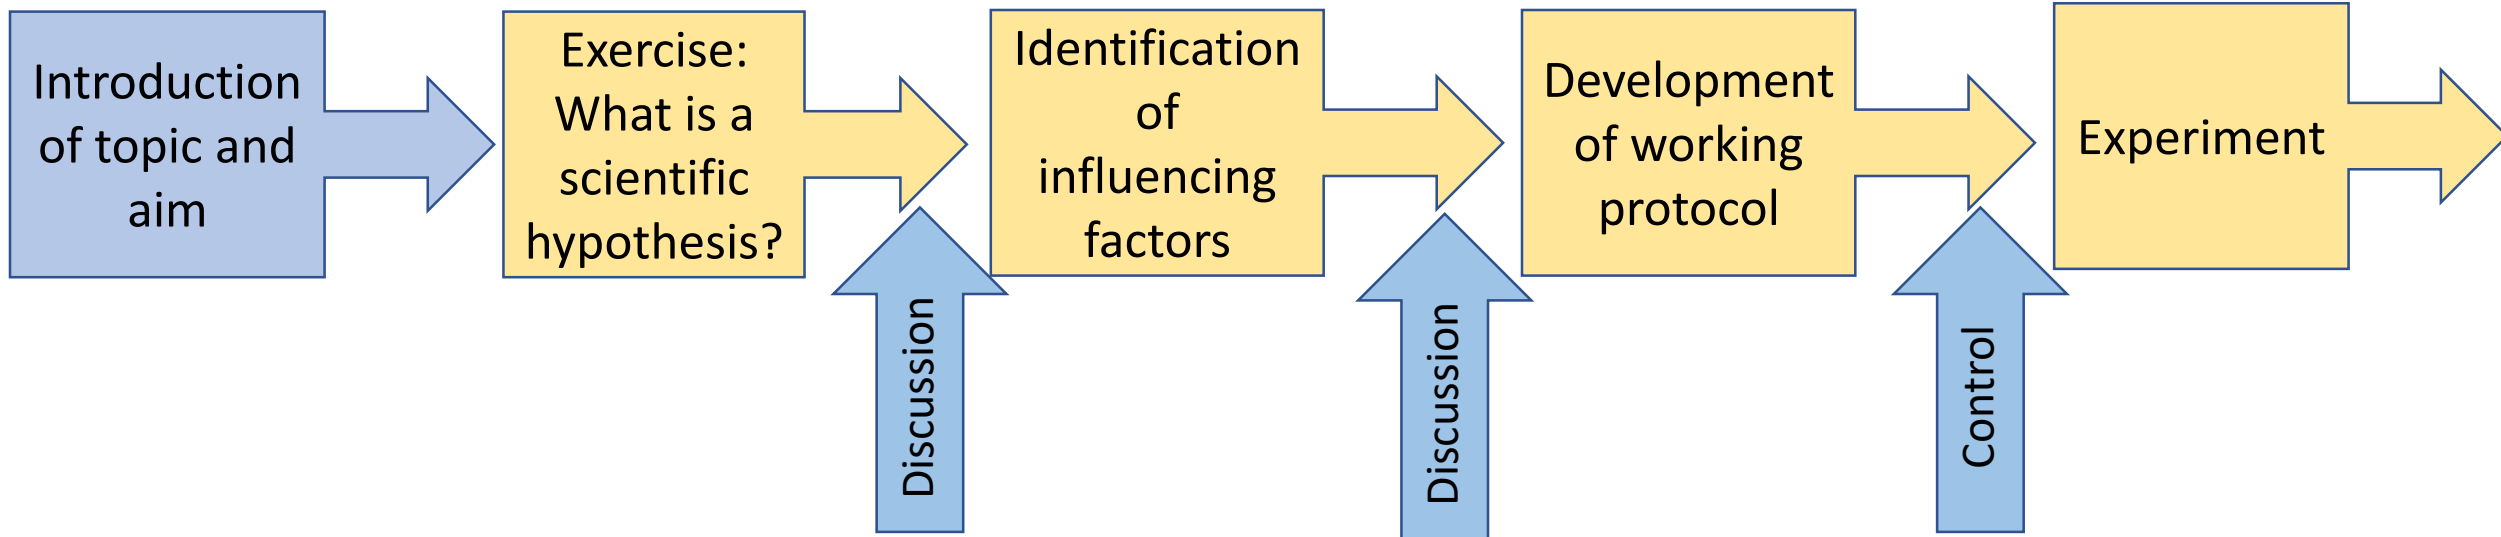 Introduction
of topic and
aim
Exercise:
What is a
scientific
hypothesis?
Identification
of
influencing
factors
Development
of working
protocol
Experiment
Discussion
Discussion
Control